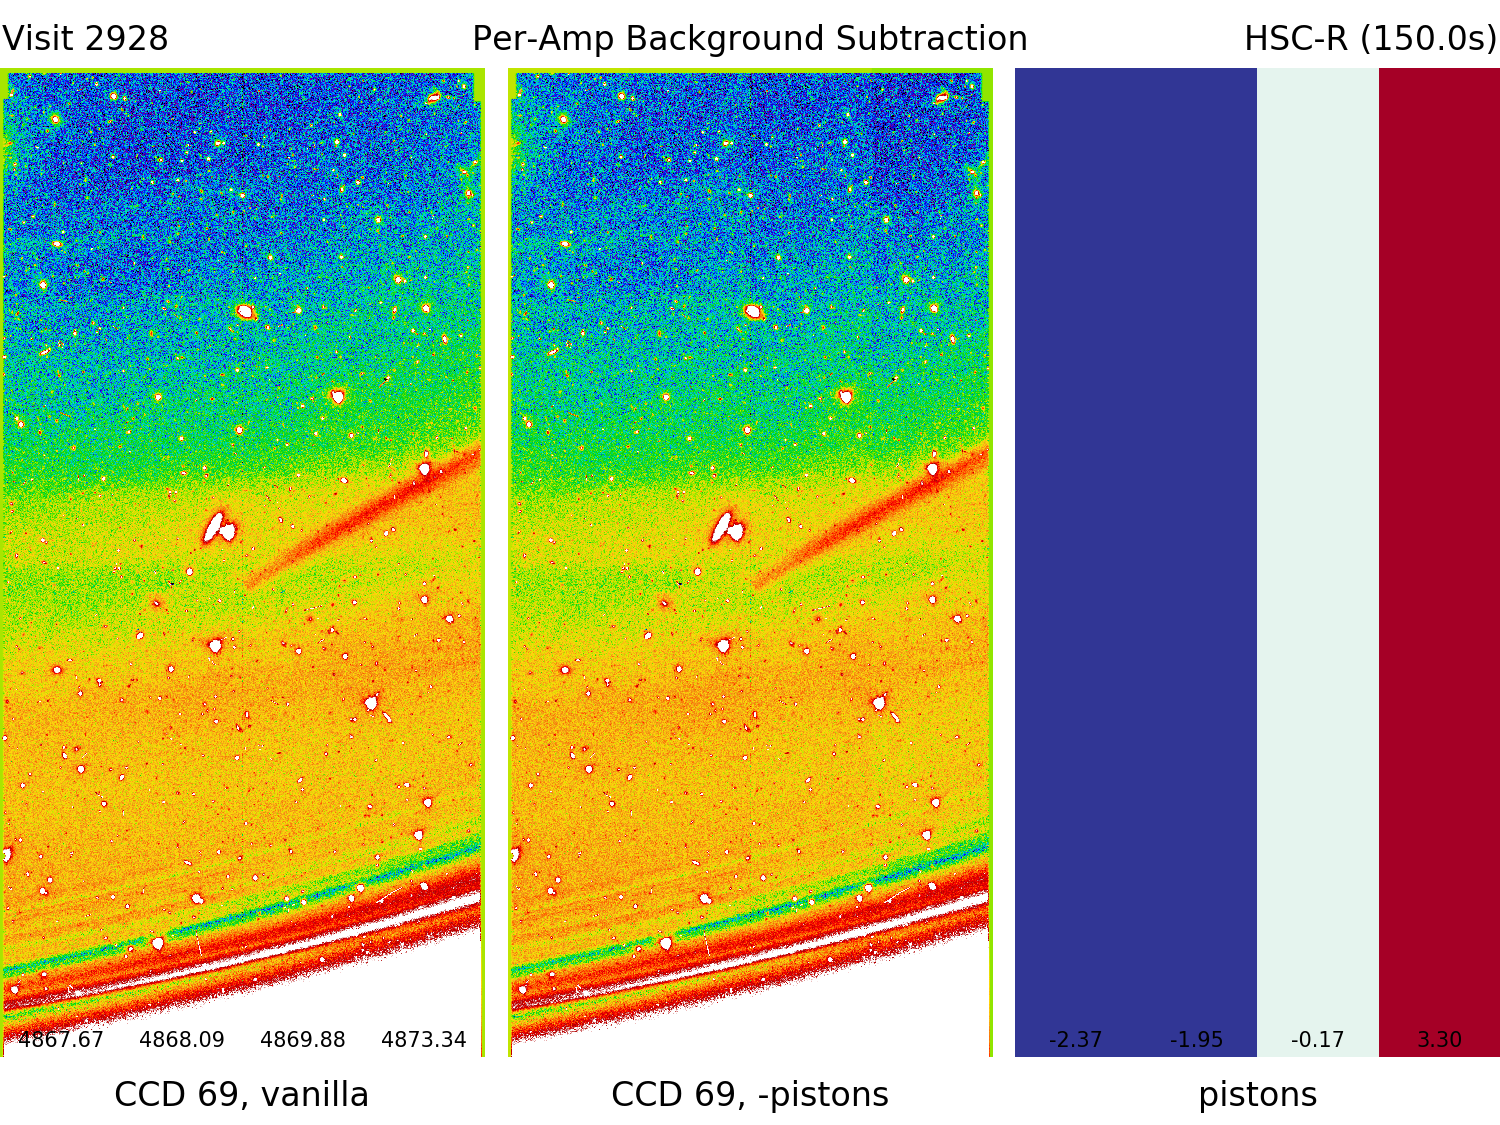 Visit 2928 Per-Amp Background Subtraction HSC-R (150.0s)
4867.67 4868.09 4869.88 4873.34 -2.37 -1.95 -0.17 3.30
CCD 69, vanilla CCD 69, -pistons pistons